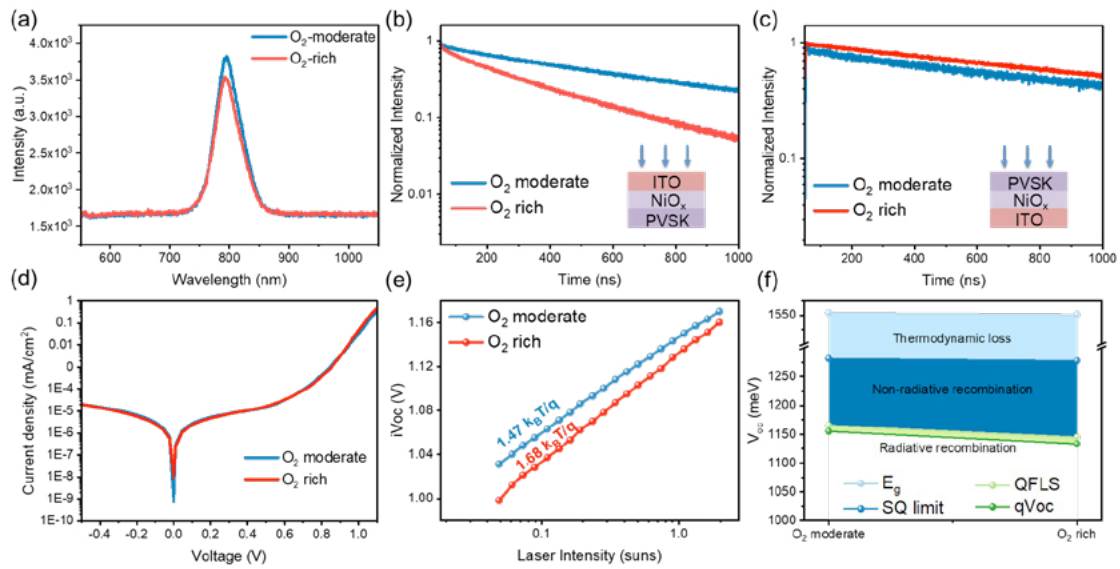 (a)
O₂-moderate
O₂-rich
4.0x10³
3.5x10³
3.0x10³
2.5x10³
2.0x10³
1.5x10³
Intensity (a.u.)
600 700 800 900 1000
Wavelength (nm)
(b)
1
0.1
0.01
Normalized Intensity
O₂ moderate
O₂ rich
ITO
NiOₓ
PVSK
200 400 600 800 1000
Time (ns)
(c)
1
0.1
Normalized Intensity
O₂ moderate
O₂ rich
PVSK
NiOₓ
ITO
200 400 600 800 1000
Time (ns)
(d)
1
0.1
0.01
0
1E-4
1E-5
1E-6
1E-7
1E-8
1E-9
1E-10
Current density (mA/cm²)
O₂ moderate
O₂ rich
-0.4 -0.2 0.0 0.2 0.4 0.6 0.8 1.0
Voltage (V)
(e)
1.16
1.12
1.08
1.04
1.00
iVoc (V)
O₂ moderate
O₂ rich
1.47 k_BT/q
1.68 k_BT/q
0.1 1.0
Laser Intensity (suns)
(f)
1550
1250
1200
1150
1100
1050
1000
V_oc (meV)
Thermodynamic loss
Non-radiative recombination
Radiative recombination
E_g
QFLS
SQ limit
qVoc
O₂ moderate
O₂ rich